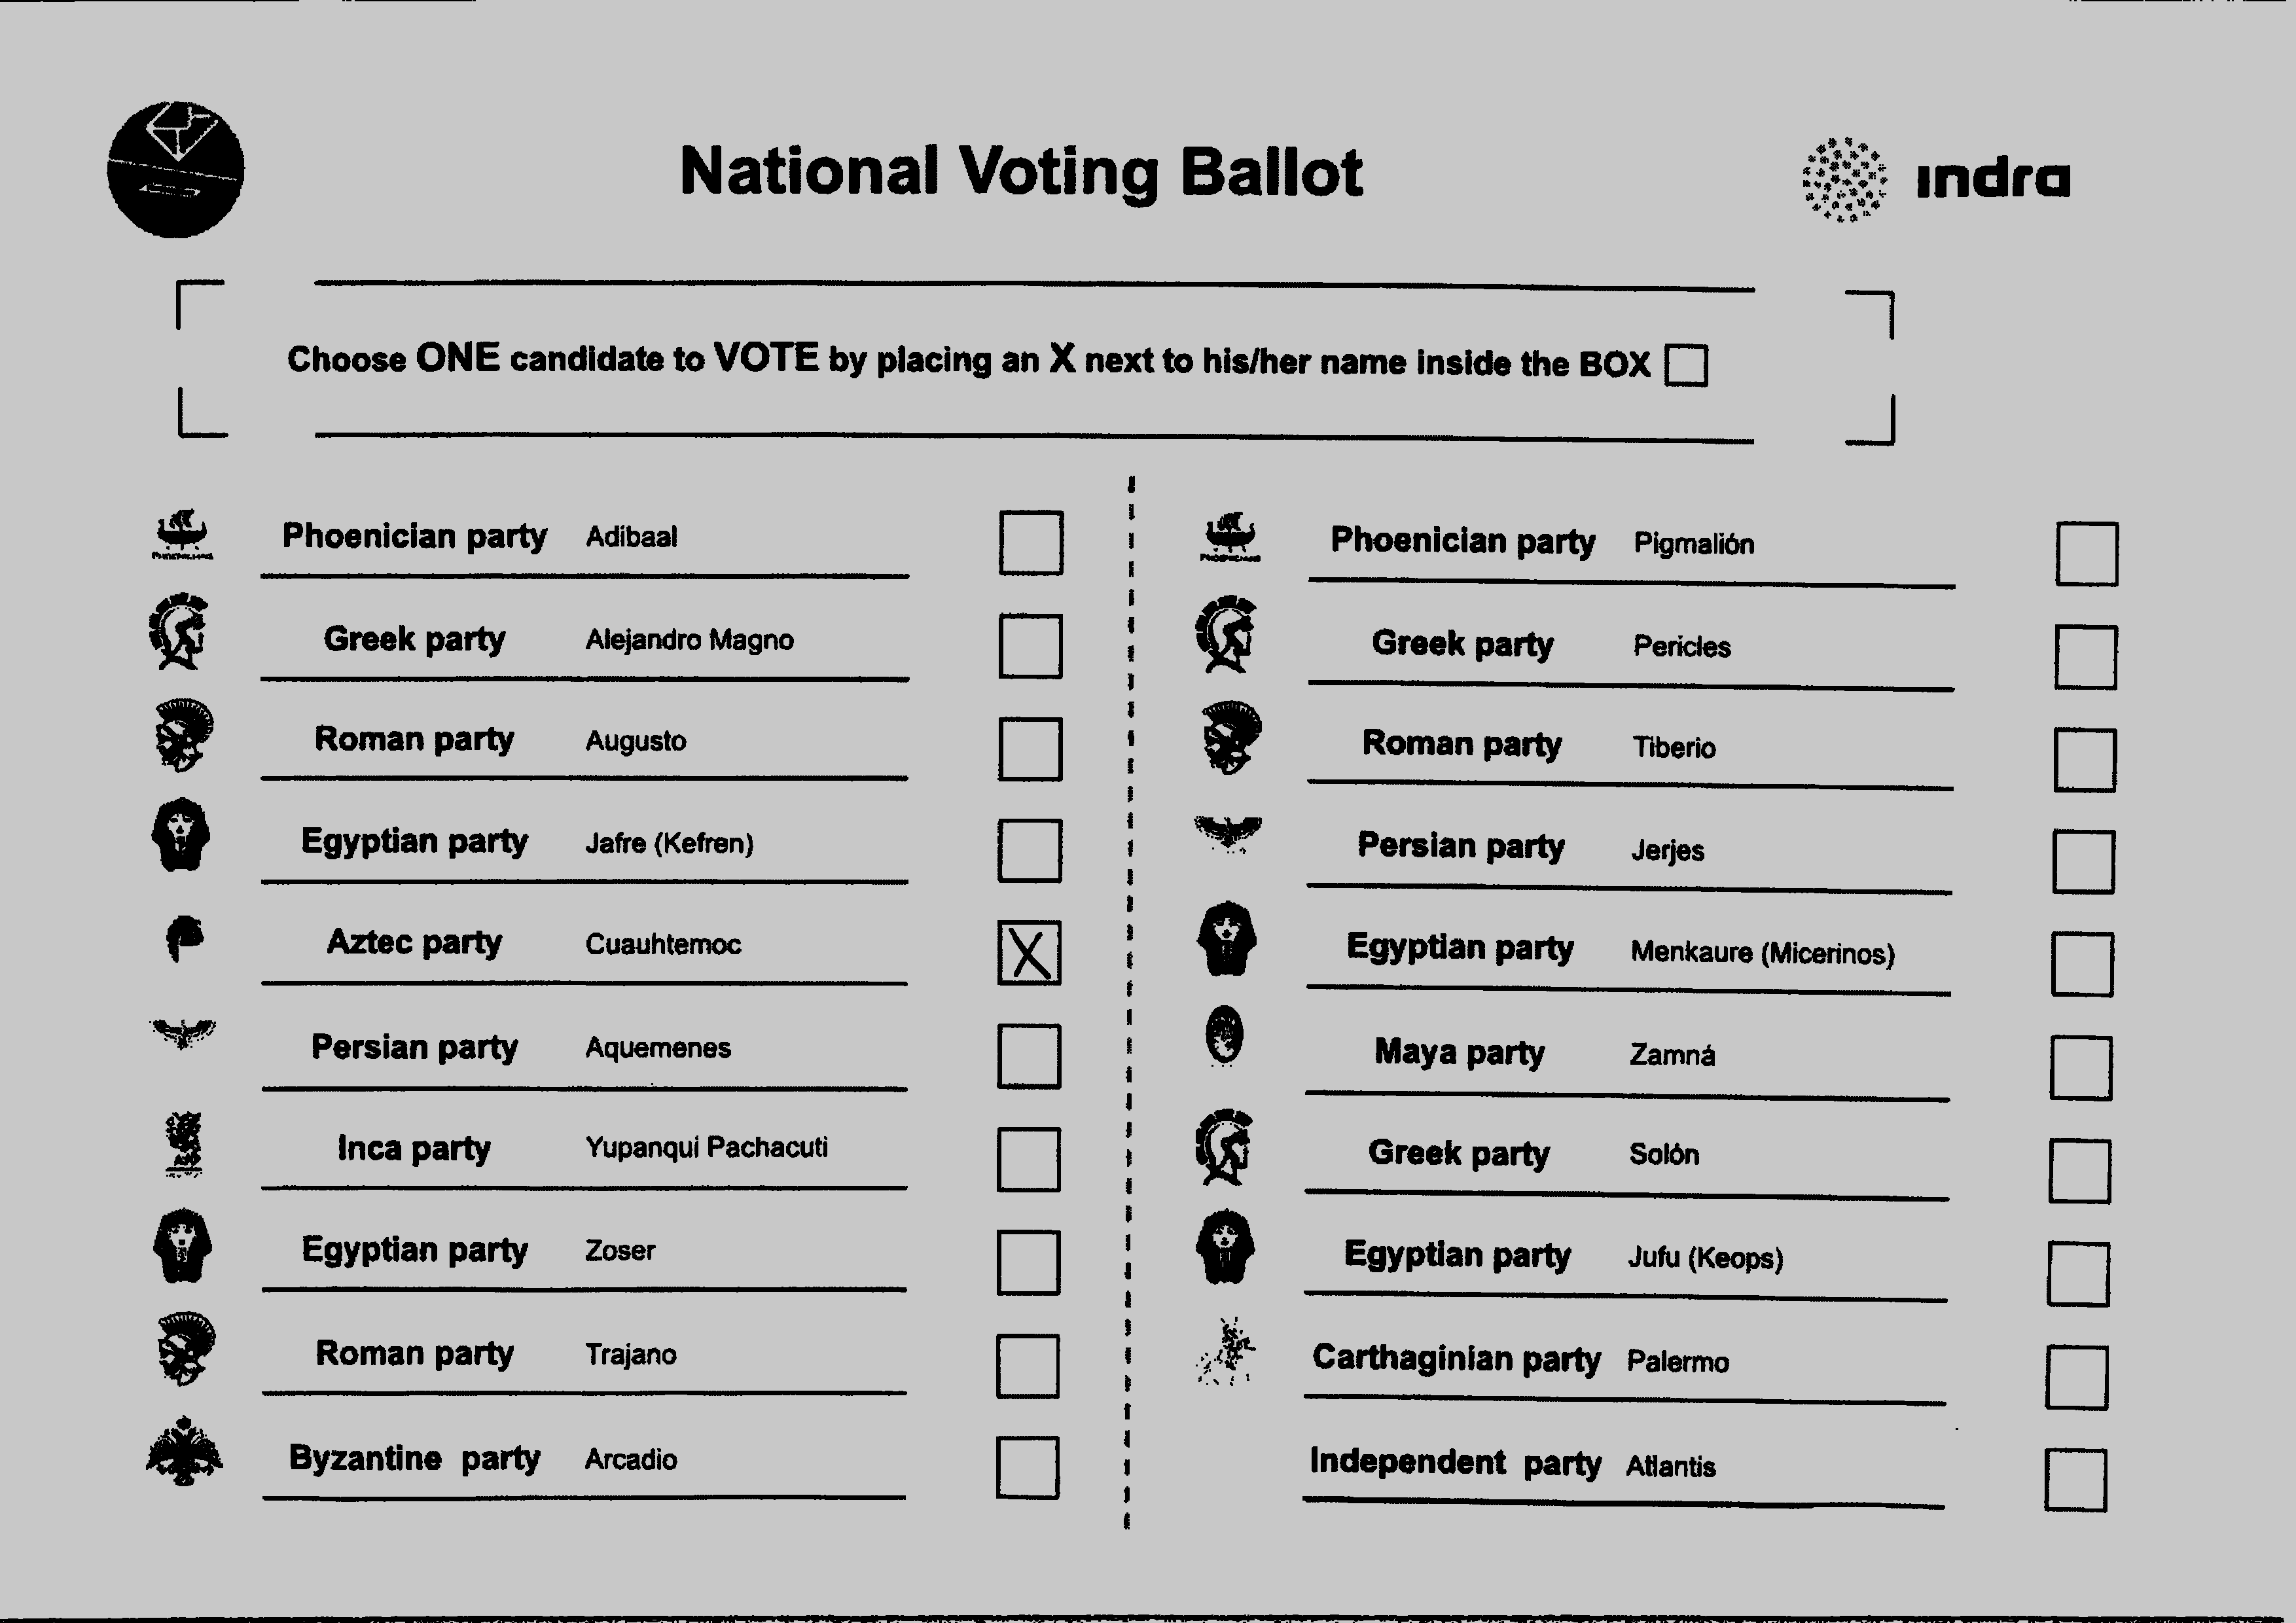 National Voting Ballot
indra
Choose ONE candidate to VOTE by placing an X next to his/her name inside the BOX
Phoenician party Adibaal
Greek party Alejandro Magno
Roman party Augusto
Egyptian party Jafre (Kefren)
Aztec party Cuauhtemoc X
Persian party Aquemenes
Inca party Yupanqui Pachacuti
Egyptian party Zoser
Roman party Trajano
Byzantine party Arcadio
Phoenician party Pigmalión
Greek party Pericles
Roman party Tiberio
Persian party Jerjes
Egyptian party Menkaure (Micerinos)
Maya party Zamná
Greek party Solón
Egyptian party Jufu (Keops)
Carthaginian party Palermo
Independent party Atlantis